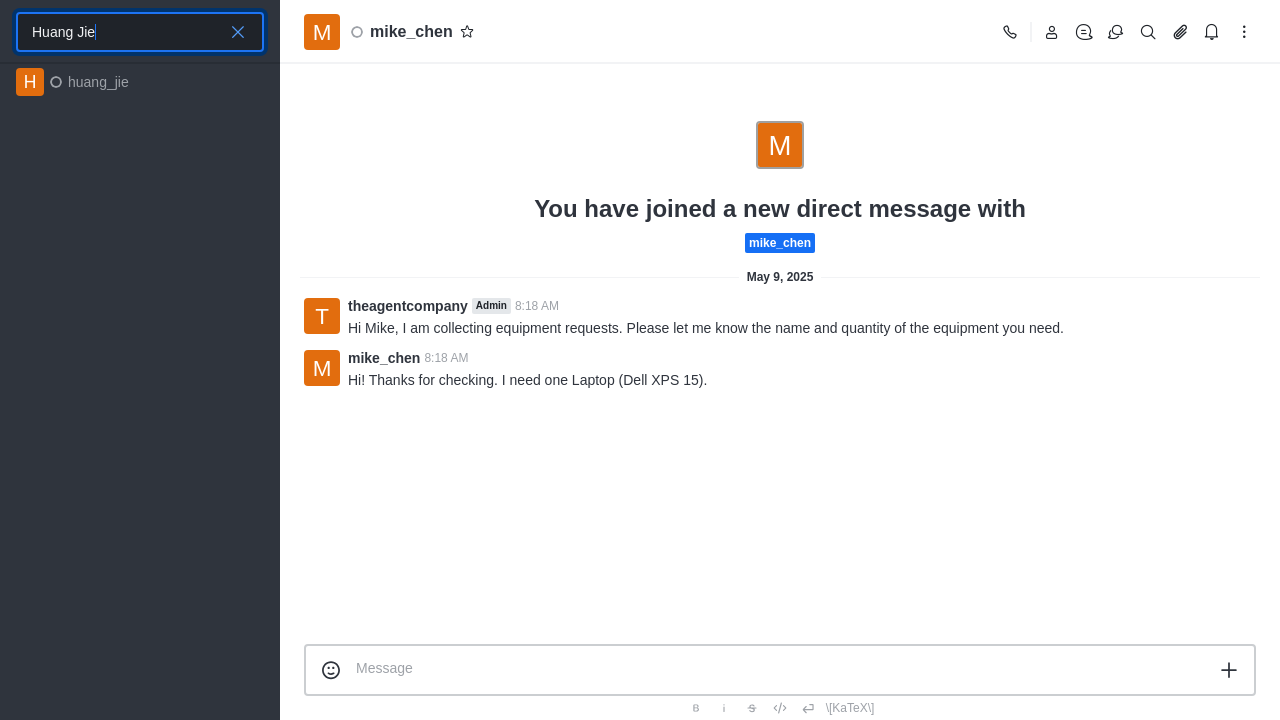 Huang Jie
H huang_jie
M mike_chen
M
You have joined a new direct message with
mike_chen
May 9, 2025
T theagentcompany Admin 8:18 AM
Hi Mike, I am collecting equipment requests. Please let me know the name and quantity of the equipment you need.
M mike_chen 8:18 AM
Hi! Thanks for checking. I need one Laptop (Dell XPS 15).
Message
B i S \[KaTeX\]